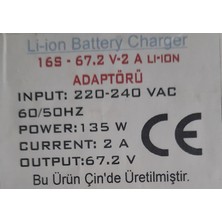 Li-ion Battery Charger
16S - 67.2 V-2 A LI-ION
ADAPTÖRÜ
INPUT: 220-240 VAC
60/50HZ
POWER:135 W
CURRENT: 2 A
OUTPUT:67.2 V
CE
Bu Ürün Çin'de Üretilmiştir.